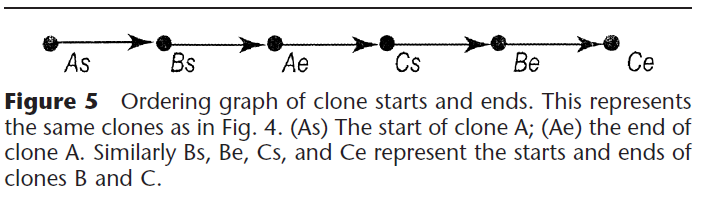 As Bs Ae Cs Be Ce
Figure 5 Ordering graph of clone starts and ends. This represents
the same clones as in Fig. 4. (As) The start of clone A; (Ae) the end of
clone A. Similarly Bs, Be, Cs, and Ce represent the starts and ends of
clones B and C.